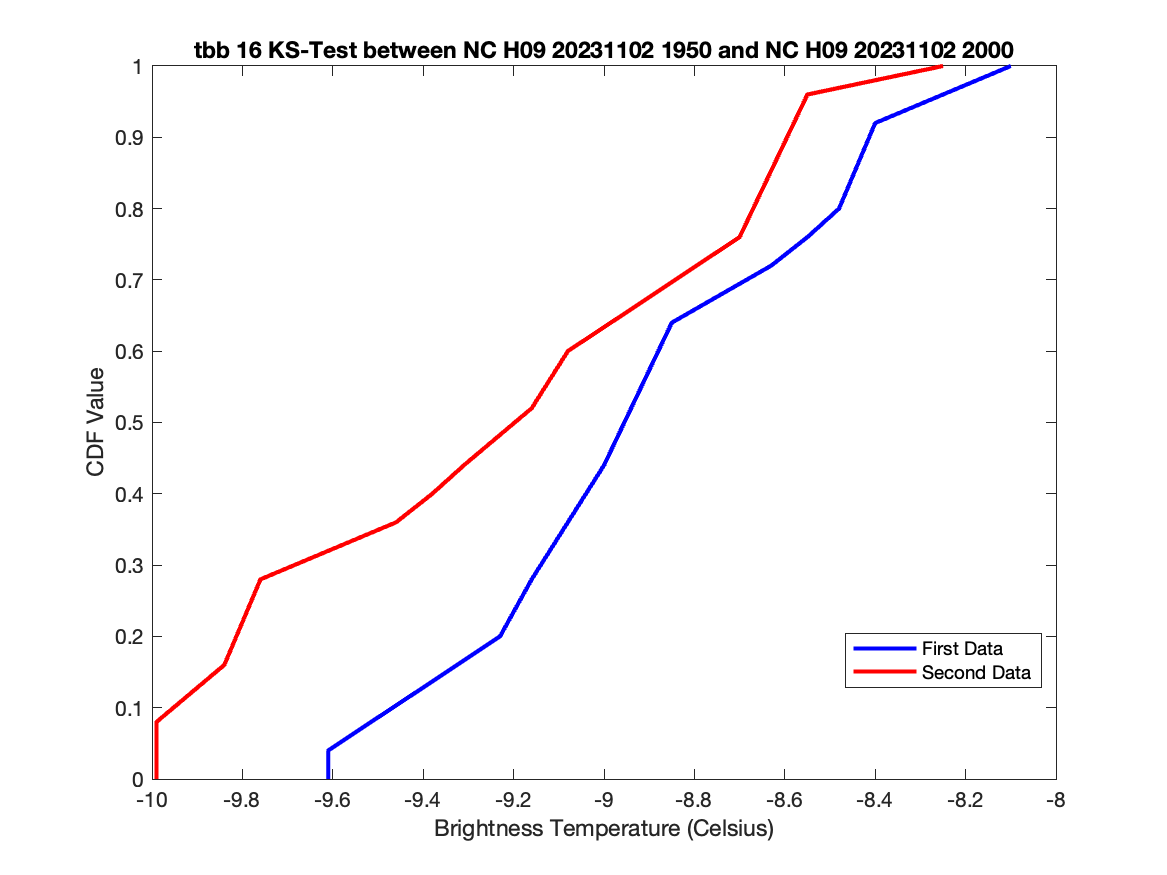 tbb 16 KS-Test between NC H09 20231102 1950 and NC H09 20231102 2000
1
0.9
0.8
0.7
0.6
0.5
0.4
0.3
0.2
0.1
0
CDF Value
First Data
Second Data
-10 -9.8 -9.6 -9.4 -9.2 -9 -8.8 -8.6 -8.4 -8.2 -8
Brightness Temperature (Celsius)